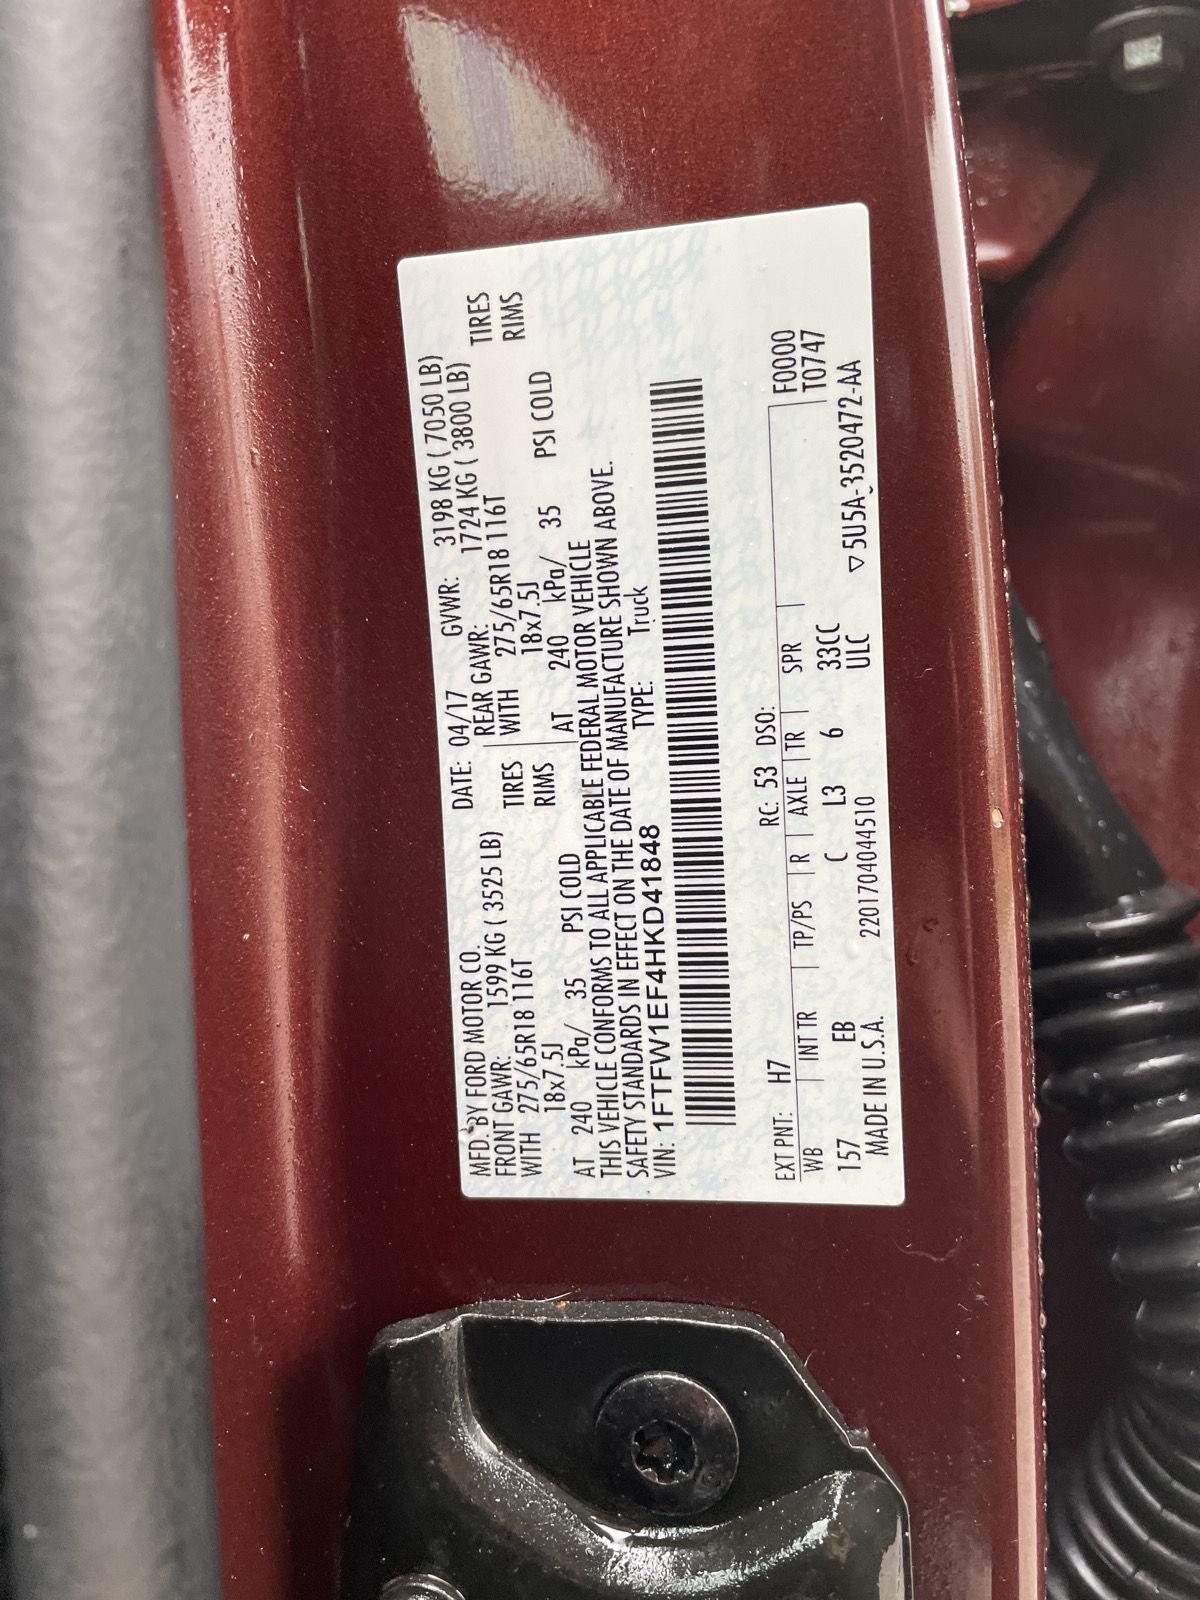 MFD. BY FORD MOTOR CO. DATE: 04/17 GVWR: 3198 KG ( 7050 LB)
FRONT GAWR: 1599 KG ( 3525 LB) REAR GAWR: 1724 KG ( 3800 LB)
WITH 275/65R18 116T TIRES WITH 275/65R18 116T TIRES
18x7.5J RIMS 18x7.5J RIMS
AT 240 kPa/ 35 PSI COLD AT 240 kPa/ 35 PSI COLD
THIS VEHICLE CONFORMS TO ALL APPLICABLE FEDERAL MOTOR VEHICLE
SAFETY STANDARDS IN EFFECT ON THE DATE OF MANUFACTURE SHOWN ABOVE.
VIN: 1FTFW1EF4HKD41848 TYPE: Truck
EXT PNT: H7 RC: 53 DSO: F0000
WB INT TR TP/PS R AXLE TR SPR T0747
157 EB C L3 6 33CC
MADE IN U.S.A. 220170404451O ULC ▽5U5A-3520472-AA